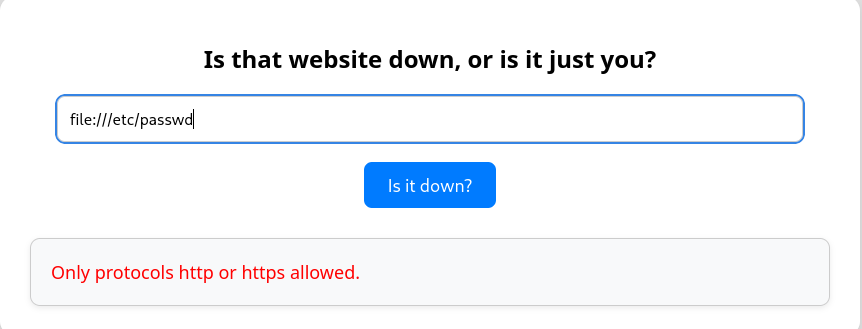 Is that website down, or is it just you?
file:///etc/passwd
Is it down?
Only protocols http or https allowed.